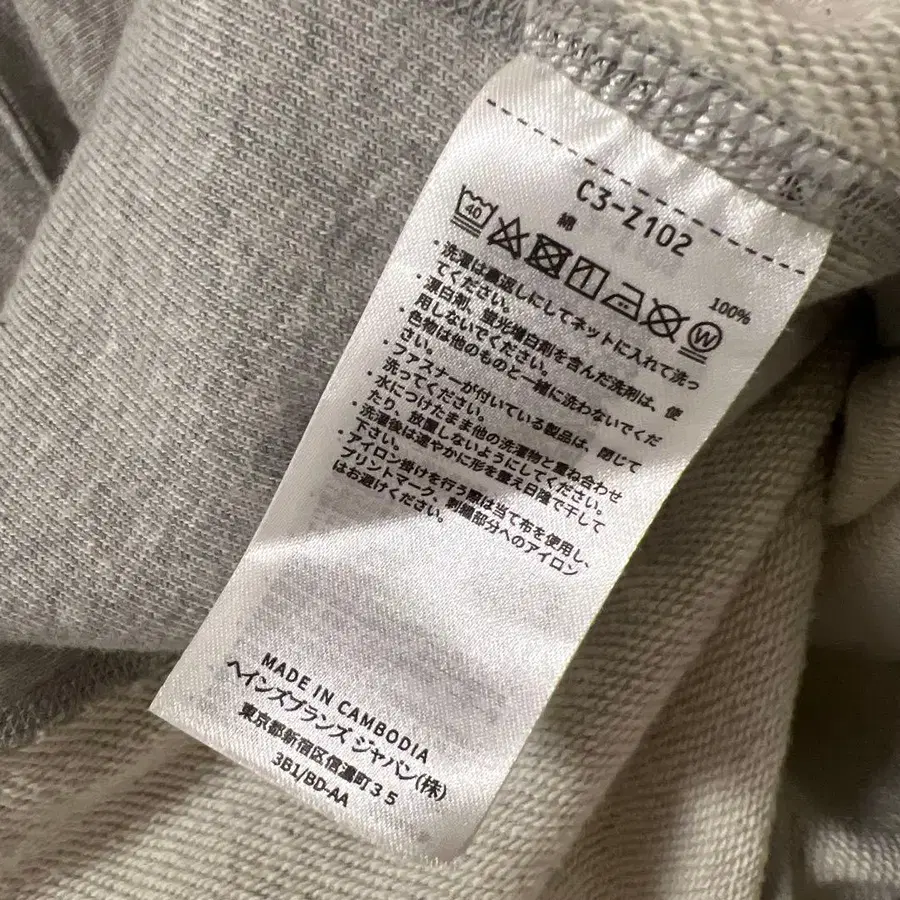 C3-Z102
綿 100%
40
W
・洗濯は裏返しにしてネットに入れて洗っ
てください。
・漂白剤、蛍光増白剤を含んだ洗剤は、使
用しないでください。
・色物は他のものと一緒に洗わないでくだ
さい。
・ファスナーが付いている製品は、閉じて
洗ってください。
・水につけたまま他の洗濯物と重ね合わせ
たり、放置しないようにしてください。
・洗濯後は速やかに形を整え日陰で干して
下さい。
・アイロン掛けを行う際は当て布を使用し、
プリントマーク、刺繍部分へのアイロン
はお避けください。
MADE IN CAMBODIA
ヘインズブランズ ジャパン(株)
東京都新宿区信濃町35
3B1/BD-AA